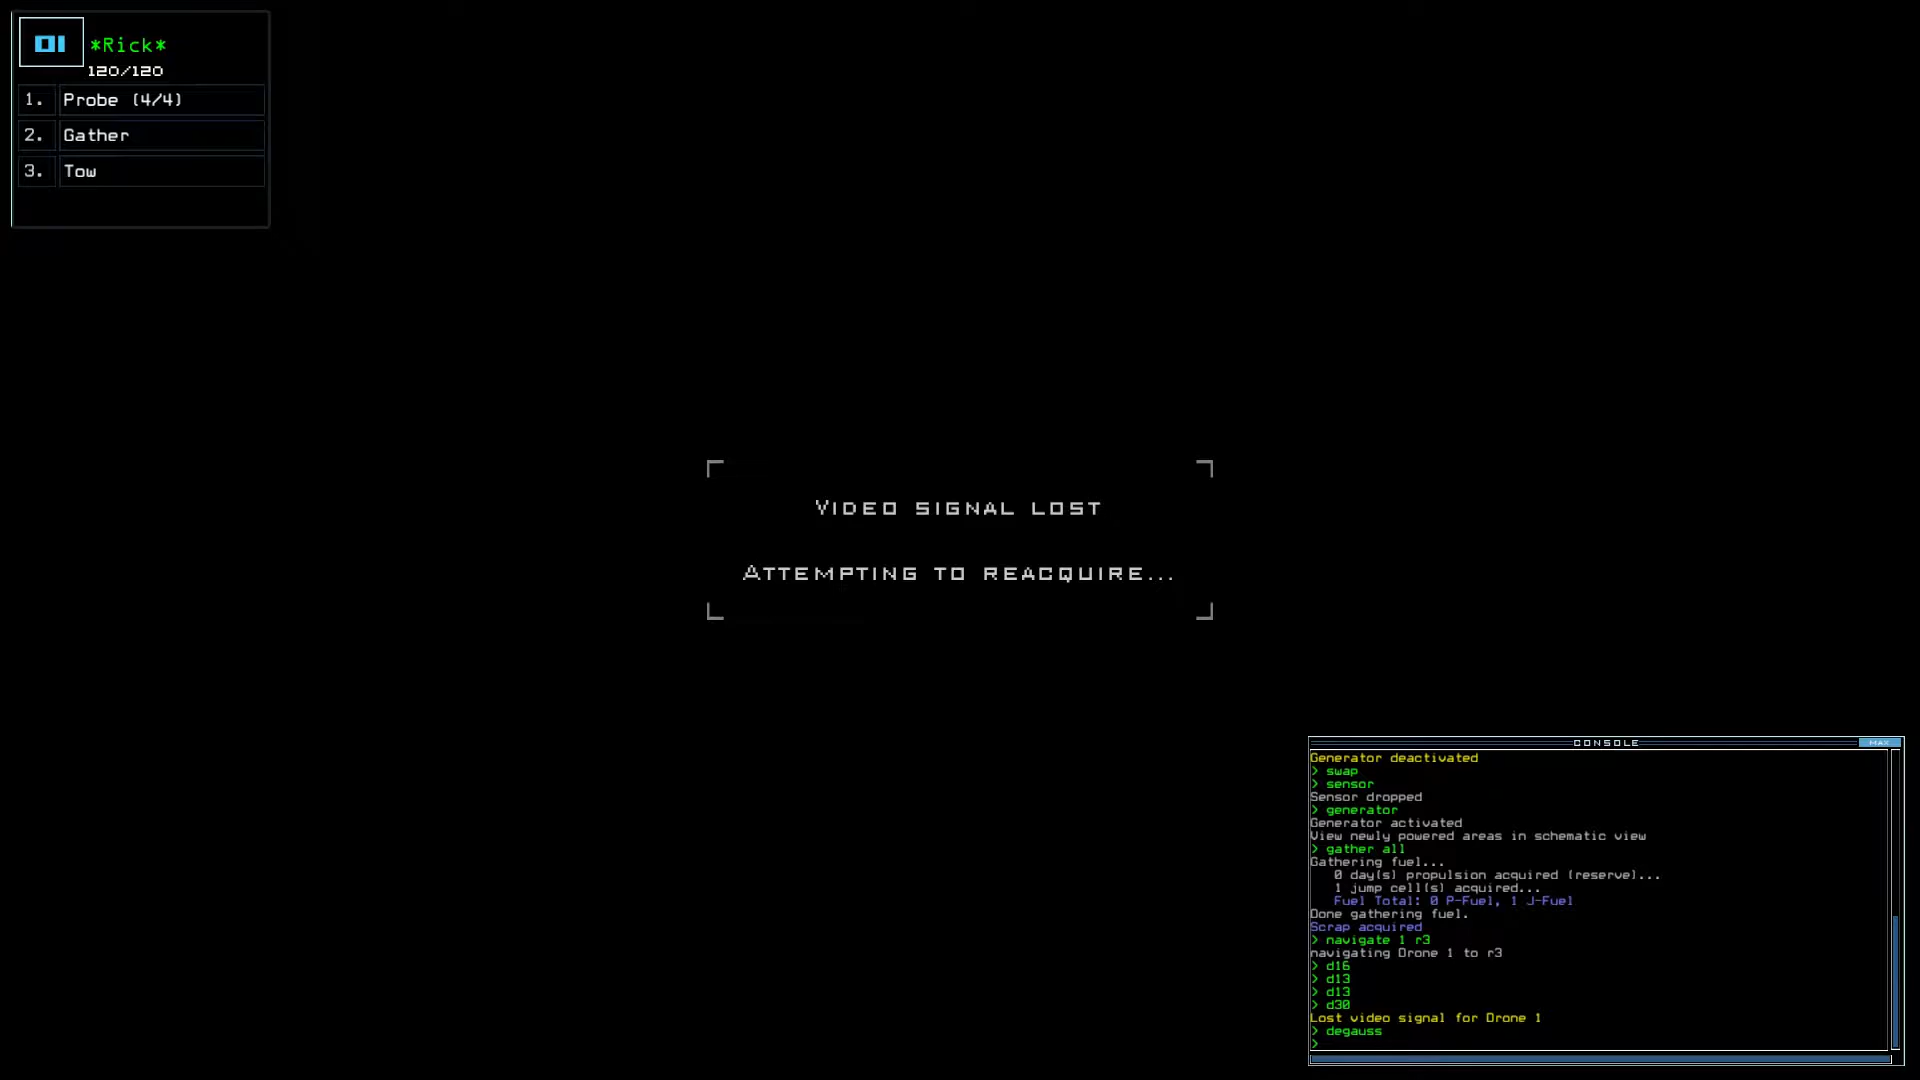 01 *Rick*
120/120
1. Probe (4/4)
2. Gather
3. Tow
VIDEO SIGNAL LOST
ATTEMPTING TO REACQUIRE...
CONSOLE
MAX
Generator deactivated
> swap
> sensor
Sensor dropped
> generator
Generator activated
View newly powered areas in schematic view
> gather all
Gathering fuel...
0 day(s) propulsion acquired (reserve)...
1 jump cell(s) acquired...
Fuel Total: 0 P-Fuel, 1 J-Fuel
Done gathering fuel.
Scrap acquired
> navigate 1 r3
navigating Drone 1 to r3
> d16
> d13
> d13
> d30
Lost video signal for Drone 1
> degauss
>